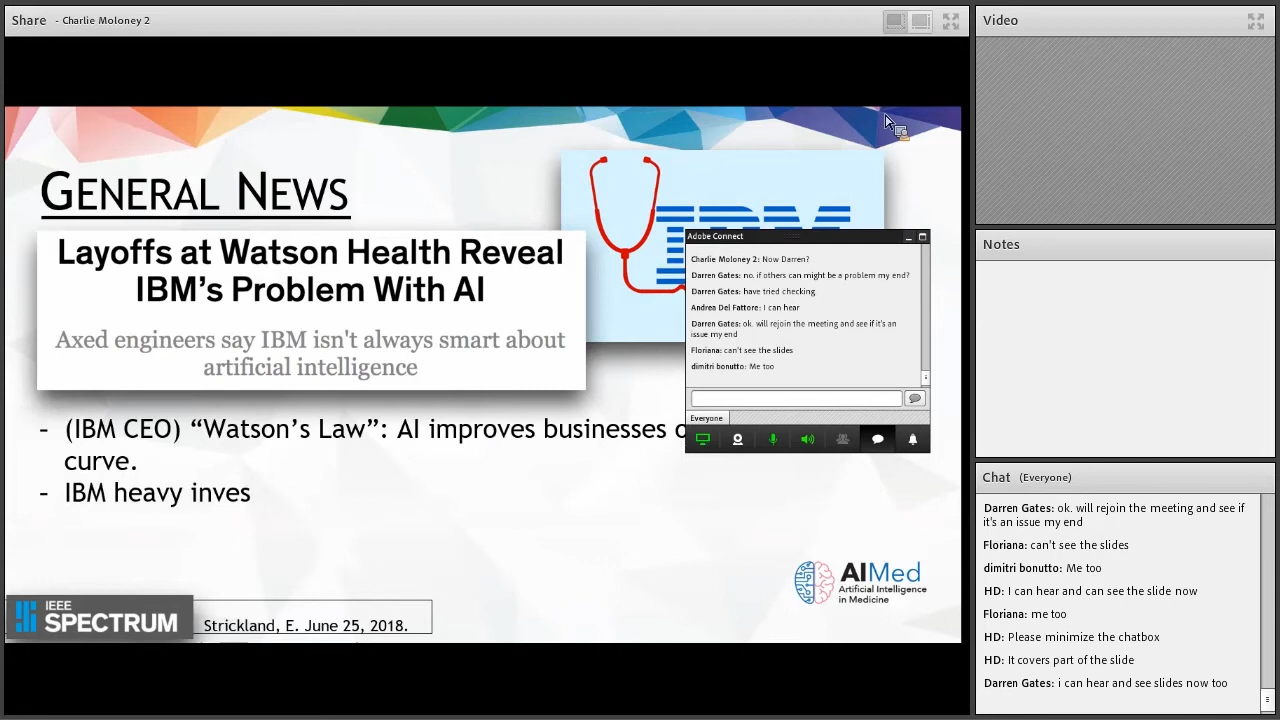 Share - Charlie Moloney 2
GENERAL NEWS
Layoffs at Watson Health Reveal
IBM's Problem With AI
Axed engineers say IBM isn't always smart about
artificial intelligence
IBM
- (IBM CEO) “Watson’s Law”: AI improves businesses
curve.
- IBM heavy inves
IEEE
SPECTRUM
Strickland, E. June 25, 2018.
AIMed
Artificial Intelligence
in Medicine
Adobe Connect
Charlie Moloney 2: Now Darren?
Darren Gates: no. if others can might be a problem my end?
Darren Gates: have tried checking.
Andrea Del Fattore: I can hear
Darren Gates: ok. will rejoin the meeting and see if it's an
issue my end
Floriana: can't see the slides
dimitri bonutto: Me too
Everyone
Video
Notes
Chat (Everyone)
Darren Gates: ok. will rejoin the meeting and see if
it's an issue my end
Floriana: can't see the slides
dimitri bonutto: Me too
HD: I can hear and can see the slide now
Floriana: me too
HD: Please minimize the chatbox
HD: It covers part of the slide
Darren Gates: i can hear and see slides now too